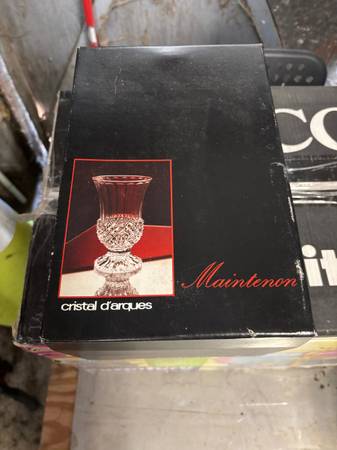 CO
it
Maintenon
cristal d'arques